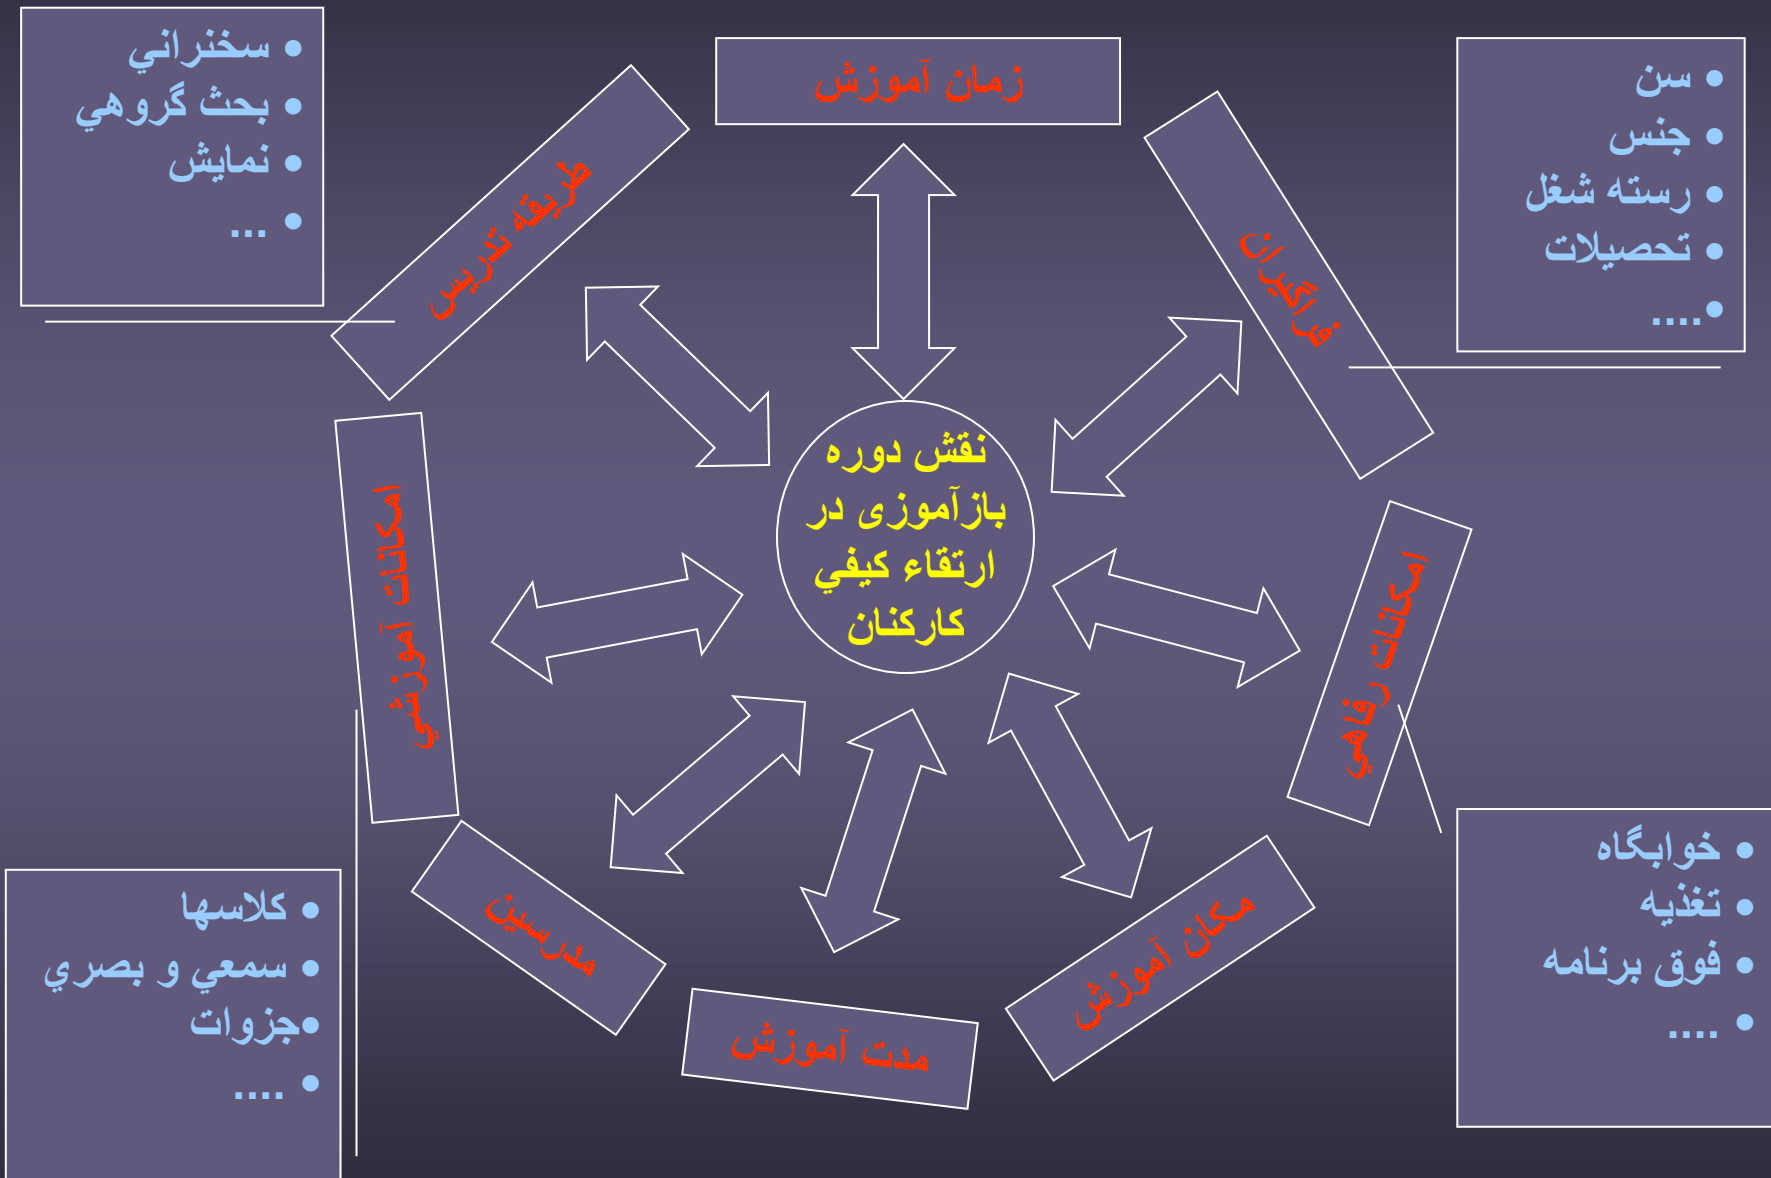 زمان آموزش
• سن
• جنس
• رسته شغل
• تحصيلات
•....
فراگيران
امكانات رفاهي
• خوابگاه
• تغذيه
• فوق برنامه
• ....
مكان آموزش
مدت آموزش
مدرسين
امكانات آموزشي
• كلاسها
• سمعي و بصري
•جزوات
• ....
طريقه تدريس
• سخنراني
• بحث گروهي
• نمايش
• ...
نقش دوره
بازآموزی در
ارتقاء كيفي
كاركنان